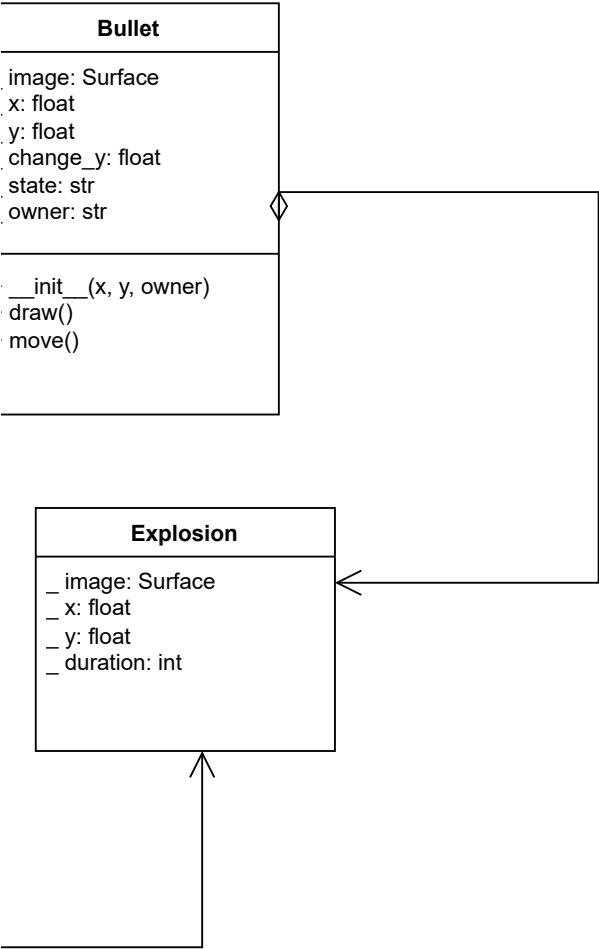 Bullet
image: Surface
x: float
y: float
change_y: float
state: str
owner: str
__init__(x, y, owner)
draw()
move()
Explosion
_ image: Surface
_ x: float
_ y: float
_ duration: int